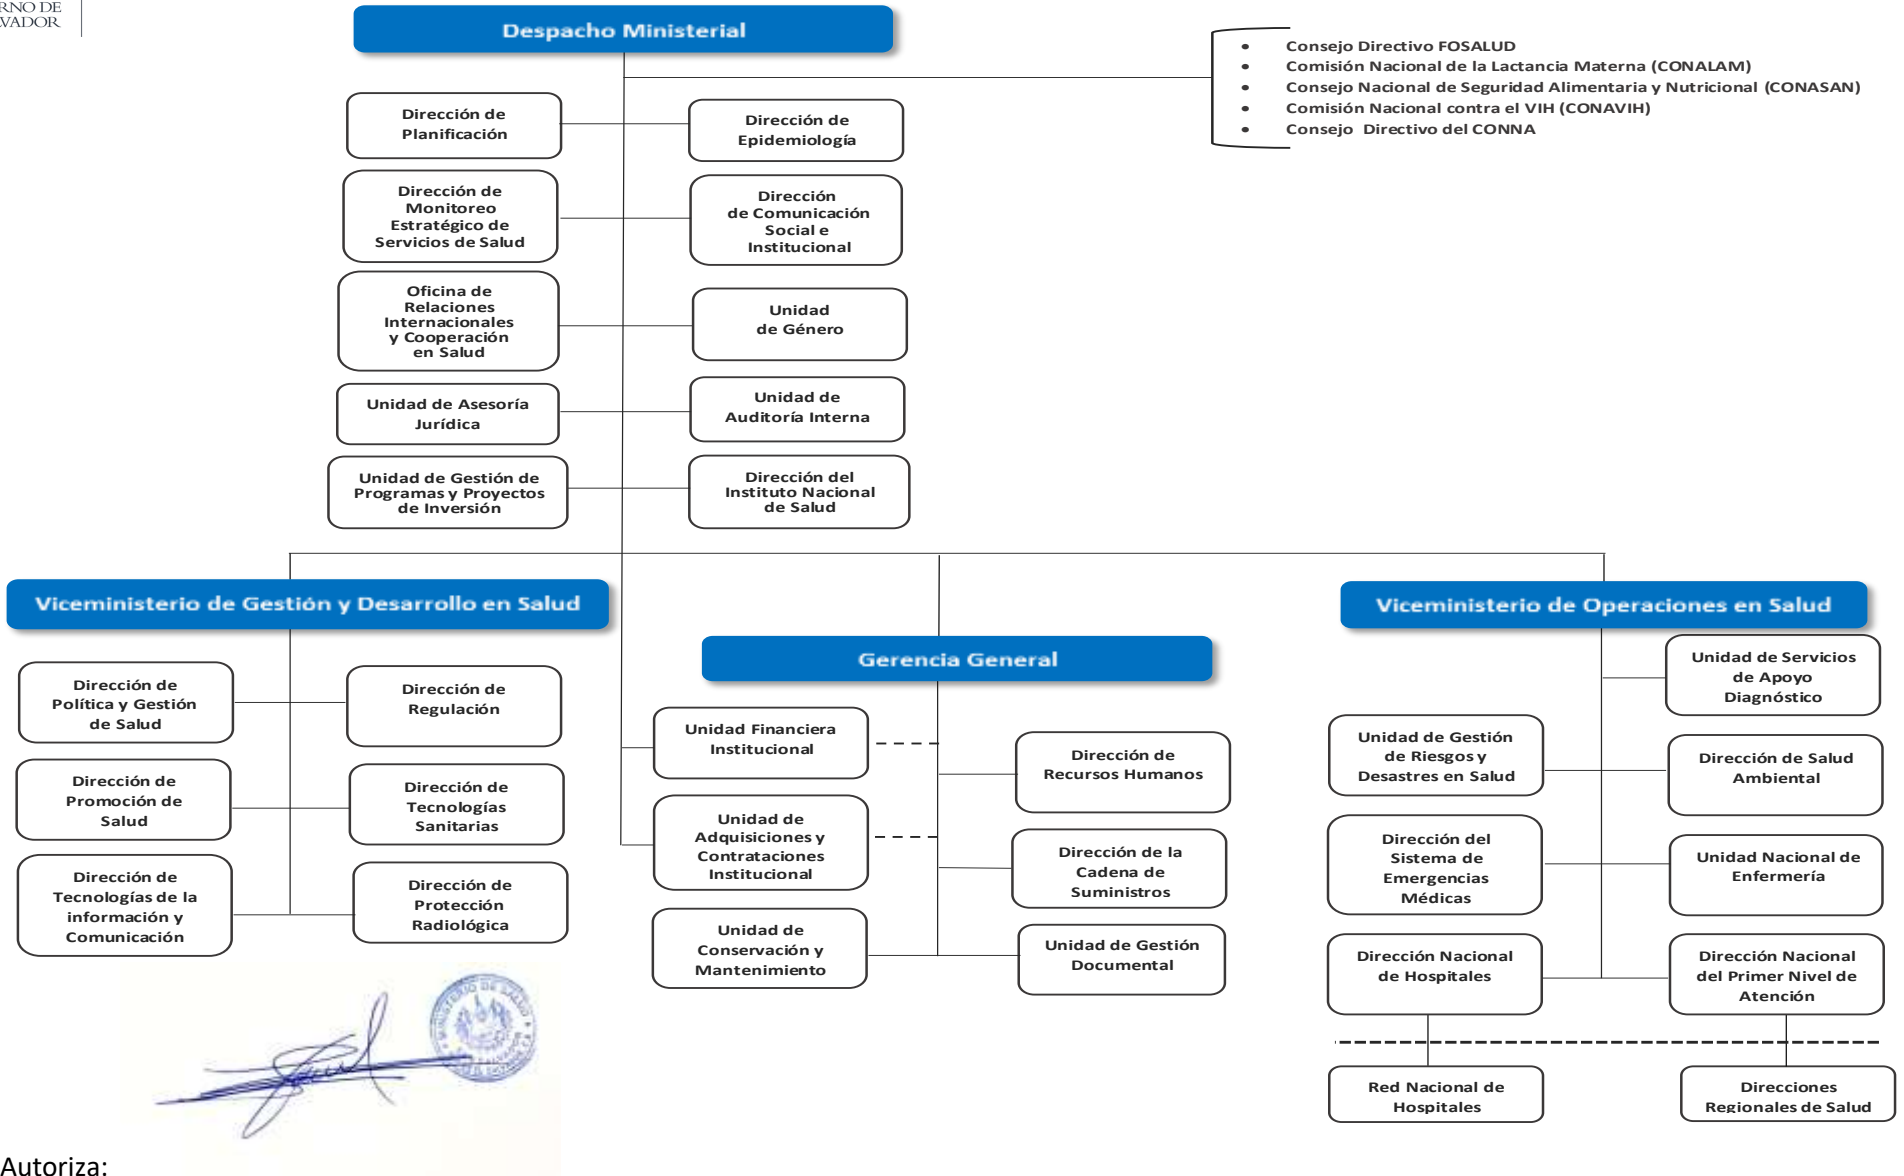 RNO DE
VADOR
Despacho Ministerial
• Consejo Directivo FOSALUD
• Comisión Nacional de la Lactancia Materna (CONALAM)
• Consejo Nacional de Seguridad Alimentaria y Nutricional (CONASAN)
• Comisión Nacional contra el VIH (CONAVIH)
• Consejo Directivo del CONNA
Dirección de
Planificación
Dirección de
Epidemiología
Dirección de
Monitoreo
Estratégico de
Servicios de Salud
Dirección
de Comunicación
Social e
Institucional
Oficina de
Relaciones
Internacionales
y Cooperación
en Salud
Unidad
de Género
Unidad de Asesoría
Jurídica
Unidad de
Auditoría Interna
Unidad de Gestión de
Programas y Proyectos
de Inversión
Dirección del
Instituto Nacional
de Salud
Viceministerio de Gestión y Desarrollo en Salud
Dirección de
Política y Gestión
de Salud
Dirección de
Regulación
Dirección de
Promoción de
Salud
Dirección de
Tecnologías
Sanitarias
Dirección de
Tecnologías de la
información y
Comunicación
Dirección de
Protección
Radiológica
Gerencia General
Unidad Financiera
Institucional
Dirección de
Recursos Humanos
Unidad de
Adquisiciones y
Contrataciones
Institucional
Dirección de la
Cadena de
Suministros
Unidad de
Conservación y
Mantenimiento
Unidad de Gestión
Documental
Viceministerio de Operaciones en Salud
Unidad de Servicios
de Apoyo
Diagnóstico
Unidad de Gestión
de Riesgos y
Desastres en Salud
Dirección de Salud
Ambiental
Dirección del
Sistema de
Emergencias
Médicas
Unidad Nacional de
Enfermería
Dirección Nacional
de Hospitales
Dirección Nacional
del Primer Nivel de
Atención
Red Nacional de
Hospitales
Direcciones
Regionales de Salud
MINISTERIO DE SALUD
Autoriza: